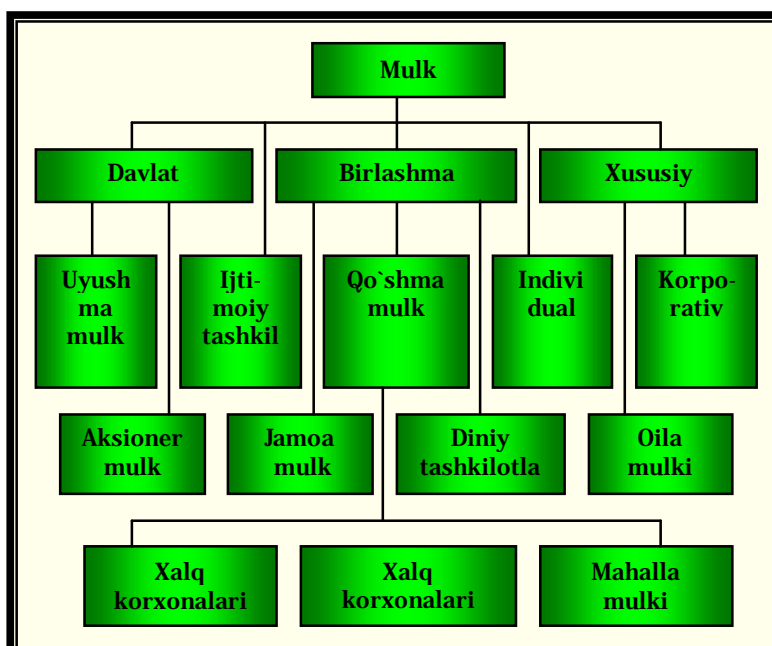 Mulk
Davlat
Birlashma
Xususiy
Uyush
ma
mulk
Ijti-
moiy
tashkil
Qo`shma
mulk
Individ
dual
Korpo-
rativ
Aksioner
mulk
Jamoa
mulk
Diniy
tashkilotla
Oila
mulki
Xalq
korxonalari
Xalq
korxonalari
Mahalla
mulki